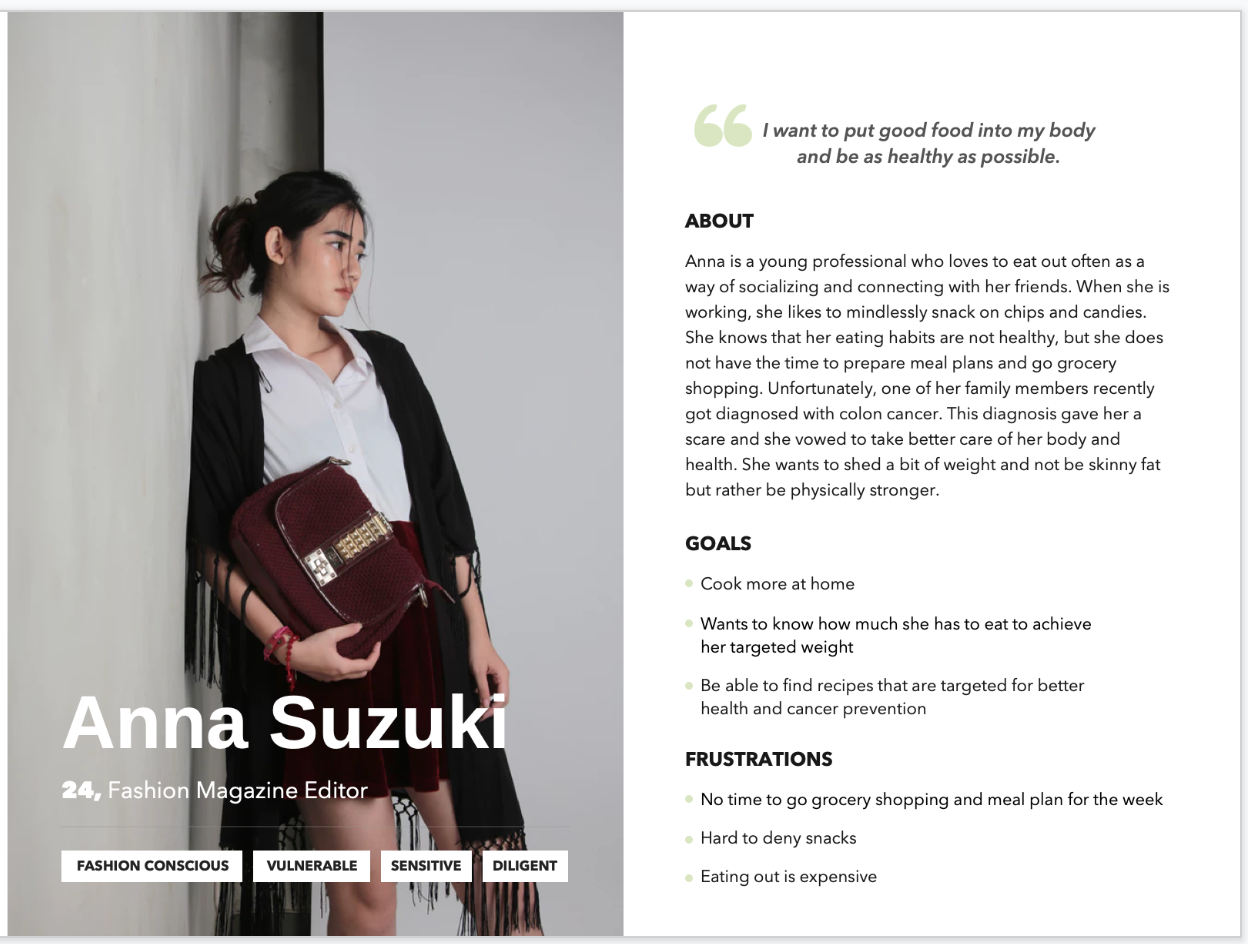 Anna Suzuki
24, Fashion Magazine Editor
FASHION CONSCIOUS
VULNERABLE
SENSITIVE
DILIGENT
“I want to put good food into my body
and be as healthy as possible.
ABOUT
Anna is a young professional who loves to eat out often as a
way of socializing and connecting with her friends. When she is
working, she likes to mindlessly snack on chips and candies.
She knows that her eating habits are not healthy, but she does
not have the time to prepare meal plans and go grocery
shopping. Unfortunately, one of her family members recently
got diagnosed with colon cancer. This diagnosis gave her a
scare and she vowed to take better care of her body and
health. She wants to shed a bit of weight and not be skinny fat
but rather be physically stronger.
GOALS
Cook more at home
Wants to know how much she has to eat to achieve
her targeted weight
Be able to find recipes that are targeted for better
health and cancer prevention
FRUSTRATIONS
No time to go grocery shopping and meal plan for the week
Hard to deny snacks
Eating out is expensive